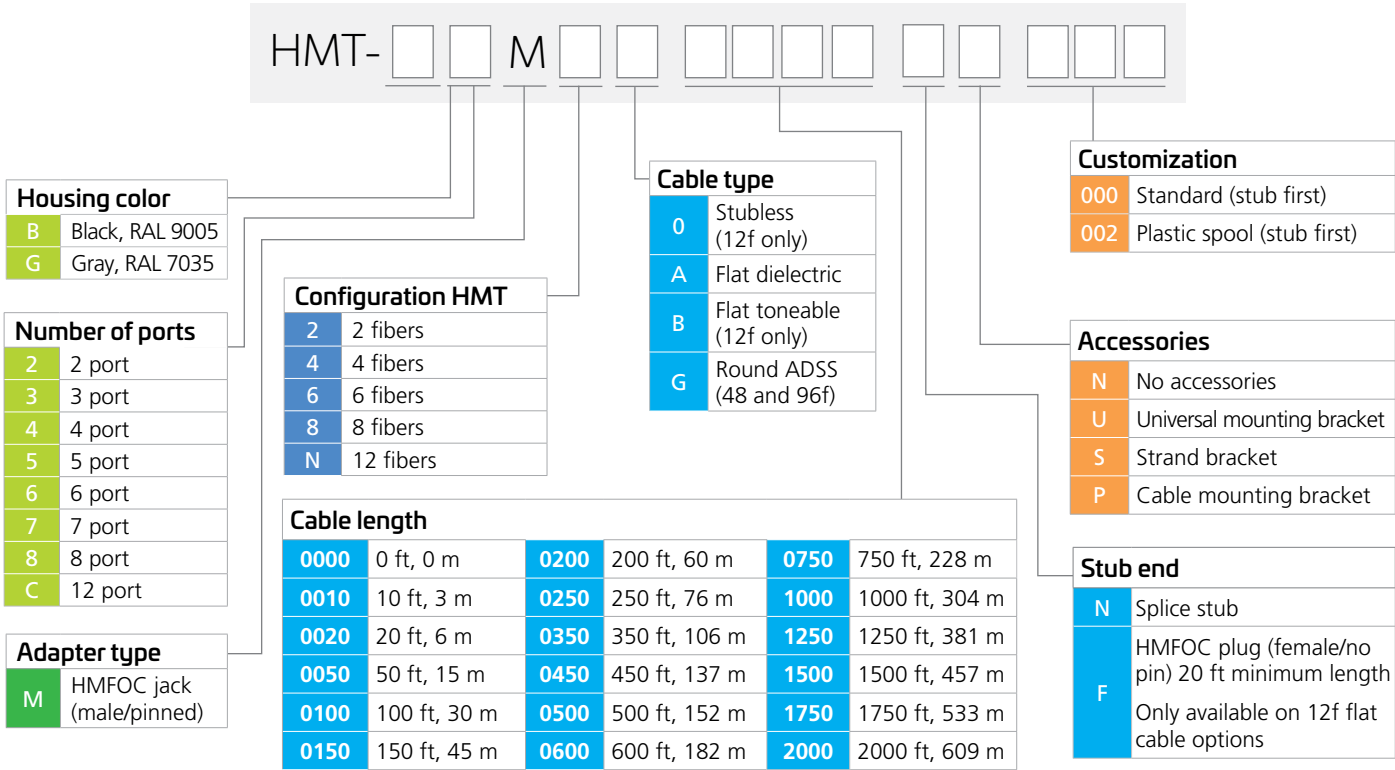 HMT- M
Housing color
B Black, RAL 9005
G Gray, RAL 7035
Number of ports
2 2 port
3 3 port
4 4 port
5 5 port
6 6 port
7 7 port
8 8 port
C 12 port
Adapter type
M HMFOC jack
(male/pinned)
Configuration HMT
2 2 fibers
4 4 fibers
6 6 fibers
8 8 fibers
N 12 fibers
Cable type
0 Stubless
(12f only)
A Flat dielectric
B Flat toneable
(12f only)
G Round ADSS
(48 and 96f)
Cable length
0000 0 ft, 0 m 0200 200 ft, 60 m 0750 750 ft, 228 m
0010 10 ft, 3 m 0250 250 ft, 76 m 1000 1000 ft, 304 m
0020 20 ft, 6 m 0350 350 ft, 106 m 1250 1250 ft, 381 m
0050 50 ft, 15 m 0450 450 ft, 137 m 1500 1500 ft, 457 m
0100 100 ft, 30 m 0500 500 ft, 152 m 1750 1750 ft, 533 m
0150 150 ft, 45 m 0600 600 ft, 182 m 2000 2000 ft, 609 m
Customization
000 Standard (stub first)
002 Plastic spool (stub first)
Accessories
N No accessories
U Universal mounting bracket
S Strand bracket
P Cable mounting bracket
Stub end
N Splice stub
F HMFOC plug (female/no
pin) 20 ft minimum length
Only available on 12f flat
cable options